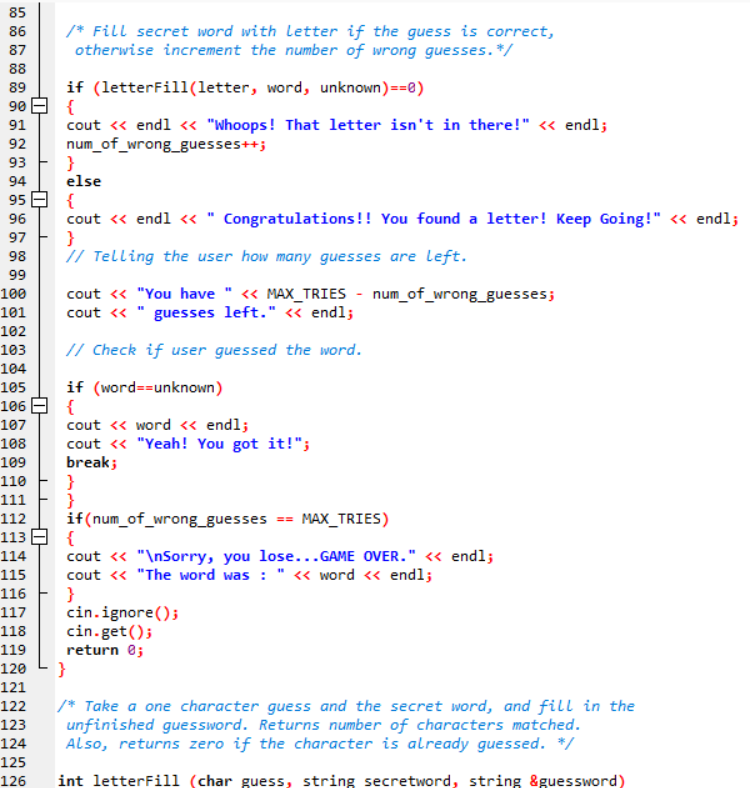 85
86 /* Fill secret word with letter if the guess is correct,
87 otherwise increment the number of wrong guesses.*/
88
89 if (letterFill(letter, word, unknown)==0)
90 {
91 cout << endl << "Whoops! That letter isn't in there!" << endl;
92 num_of_wrong_guesses++;
93 }
94 else
95 {
96 cout << endl << " Congratulations!! You found a letter! Keep Going!" << endl;
97 }
98 // Telling the user how many guesses are left.
99
100 cout << "You have " << MAX_TRIES - num_of_wrong_guesses;
101 cout << " guesses left." << endl;
102
103 // Check if user guessed the word.
104
105 if (word==unknown)
106 {
107 cout << word << endl;
108 cout << "Yeah! You got it!";
109 break;
110 }
111 }
112 if(num_of_wrong_guesses == MAX_TRIES)
113 {
114 cout << "\nSorry, you lose...GAME OVER." << endl;
115 cout << "The word was : " << word << endl;
116 }
117 cin.ignore();
118 cin.get();
119 return 0;
120 }
121
122 /* Take a one character guess and the secret word, and fill in the
123 unfinished guessword. Returns number of characters matched.
124 Also, returns zero if the character is already guessed. */
125
126 int letterFill (char guess, string secretword, string &guessword)